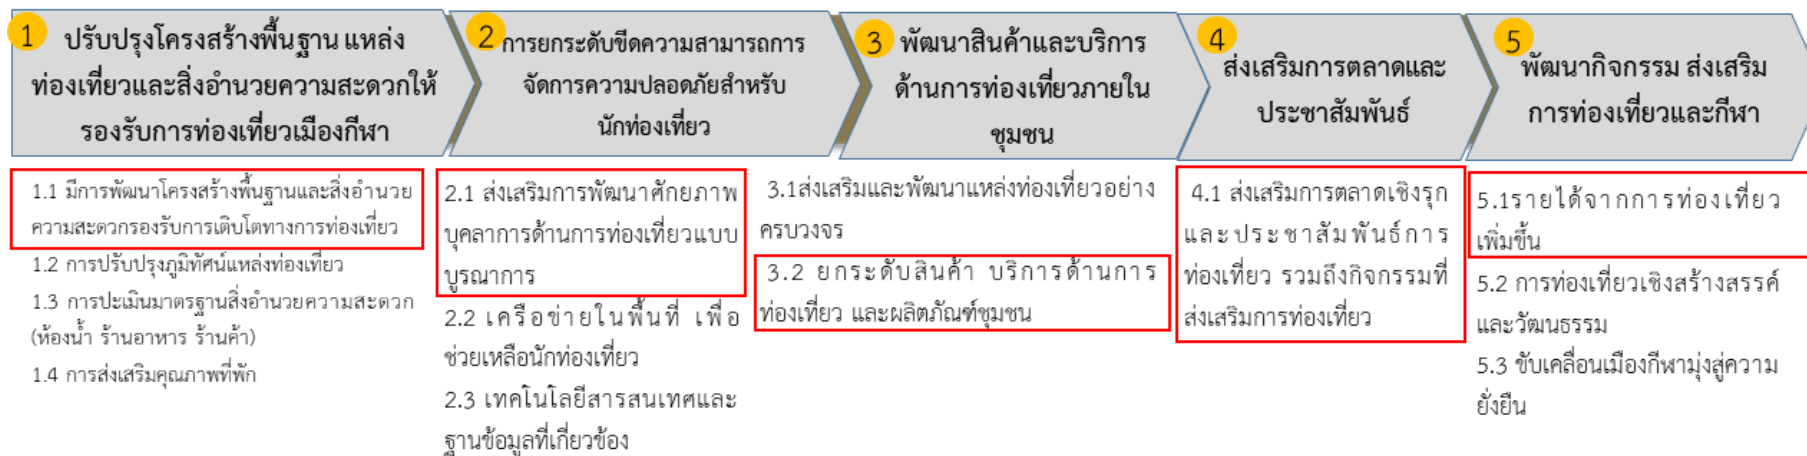 1
ปรับปรุงโครงสร้างพื้นฐาน แหล่ง
ท่องเที่ยวและสิ่งอำนวยความสะดวกให้
รองรับการท่องเที่ยวเมืองกีฬา
2
การยกระดับขีดความสามารถการ
จัดการความปลอดภัยสำหรับ
นักท่องเที่ยว
3
พัฒนาสินค้าและบริการ
ด้านการท่องเที่ยวภายใน
ชุมชน
4
ส่งเสริมการตลาดและ
ประชาสัมพันธ์
5
พัฒนากิจกรรม ส่งเสริม
การท่องเที่ยวและกีฬา
1.1 มีการพัฒนาโครงสร้างพื้นฐานและสิ่งอำนวย
ความสะดวกรองรับการเติบโตทางการท่องเที่ยว
1.2 การปรับปรุงภูมิทัศน์แหล่งท่องเที่ยว
1.3 การปะเมินมาตรฐานสิ่งอำนวยความสะดวก
(ห้องน้ำ ร้านอาหาร ร้านค้า)
1.4 การส่งเสริมคุณภาพที่พัก
2.1 ส่งเสริมการพัฒนาศักยภาพ
บุคลาการด้านการท่องเที่ยวแบบ
บูรณาการ
2.2 เครือข่ายในพื้นที่ เพื่อ
ช่วยเหลือนักท่องเที่ยว
2.3 เทคโนโลยีสารสนเทศและ
ฐานข้อมูลที่เกี่ยวข้อง
3.1ส่งเสริมและพัฒนาแหล่งท่องเที่ยวอย่าง
ครบวงจร
3.2 ยกระดับสินค้า บริการด้านการ
ท่องเที่ยว และผลิตภัณฑ์ชุมชน
4.1 ส่งเสริมการตลาดเชิงรุก
และประชาสัมพันธ์การ
ท่องเที่ยว รวมถึงกิจกรรมที่
ส่งเสริมการท่องเที่ยว
5.1รายได้จากการท่องเที่ยว
เพิ่มขึ้น
5.2 การท่องเที่ยวเชิงสร้างสรรค์
และวัฒนธรรม
5.3 ขับเคลื่อนเมืองกีฬามุ่งสู่ความ
ยั่งยืน